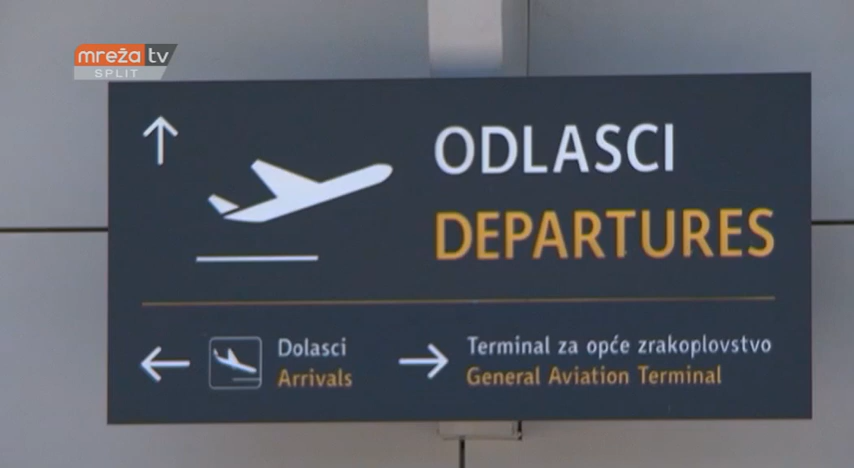 mreža tv
SPLIT
ODLASCI
DEPARTURES
Dolasci
Arrivals
Terminal za opće zrakoplovstvo
General Aviation Terminal